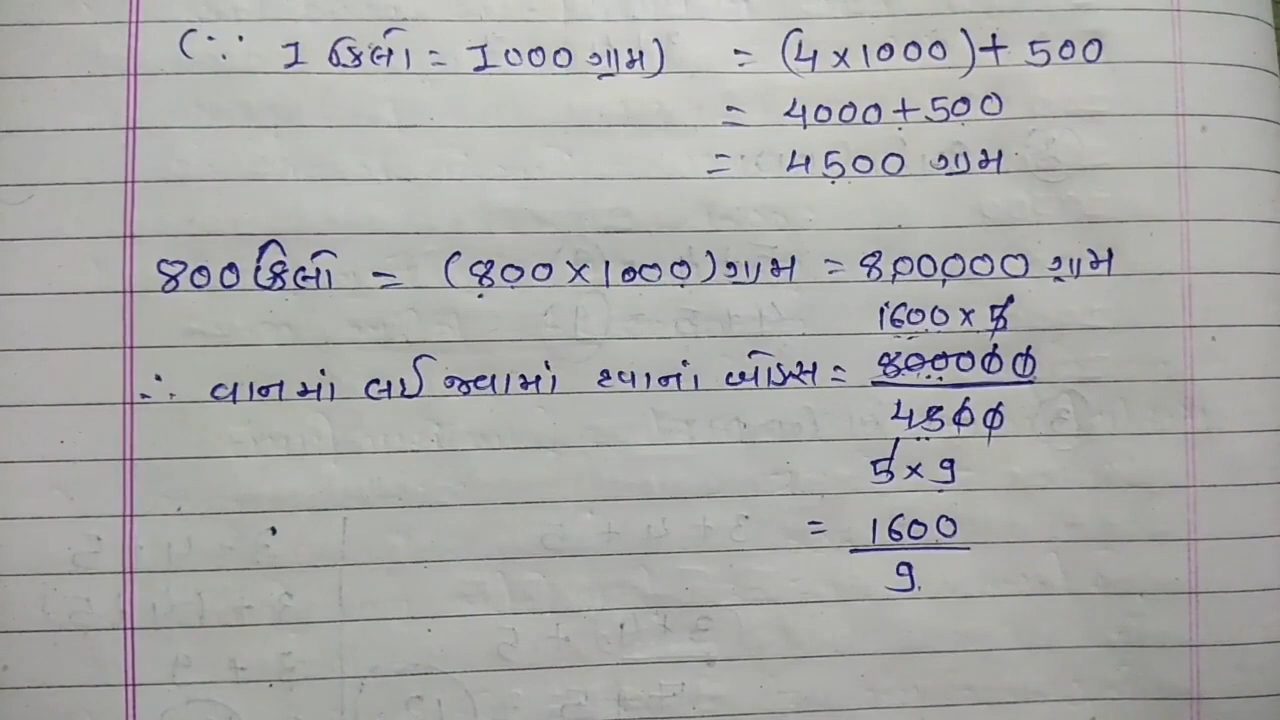 (∵ 1 કિલો = 1000 ગ્રામ) = (4 × 1000) + 500
= 4000 + 500
= 4500 ગ્રામ
800 કિલો = (800 × 1000) ગ્રામ = 800000 ગ્રામ
1600 × 5
∴ વાનમાં લઈ જવામાં થવાનાં બોક્સ = 800000
4500
5 × 9
= 1600
9